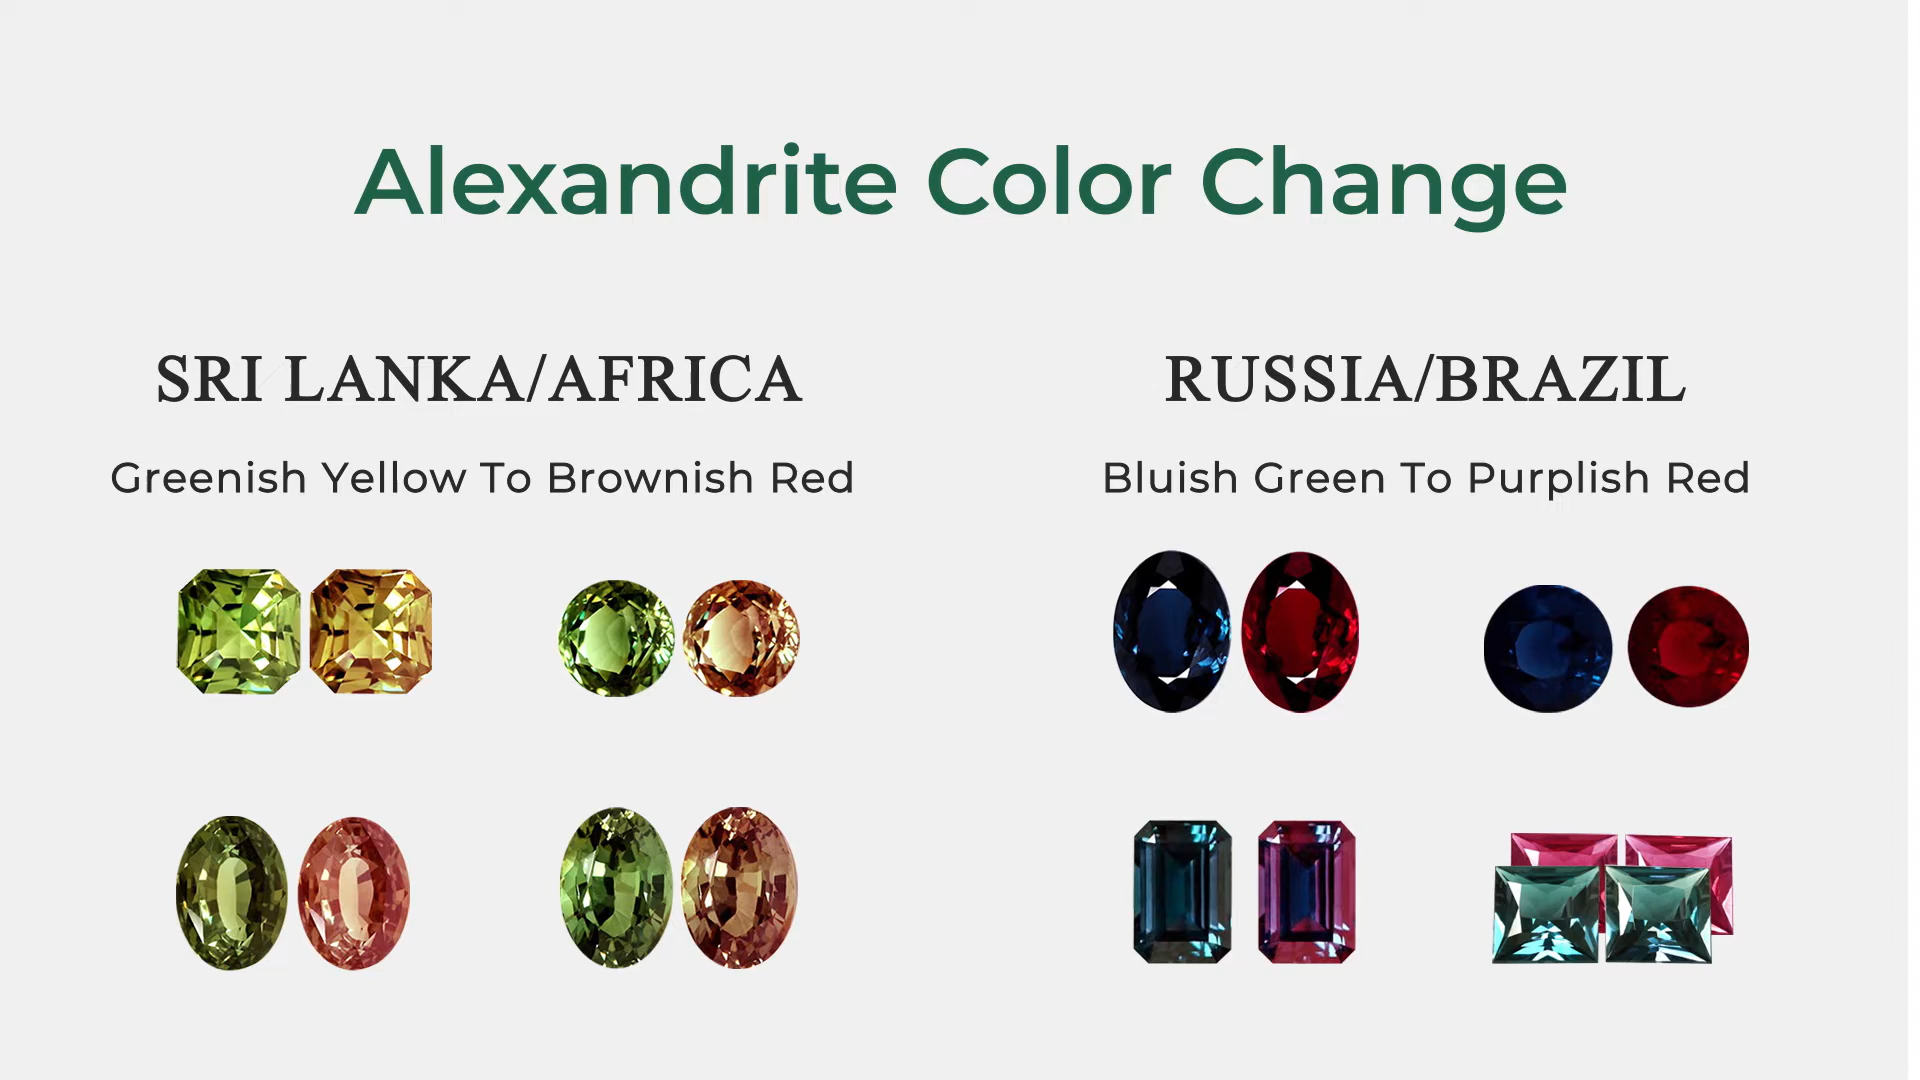 Alexandrite Color Change
SRI LANKA/AFRICA
Greenish Yellow To Brownish Red
RUSSIA/BRAZIL
Bluish Green To Purplish Red